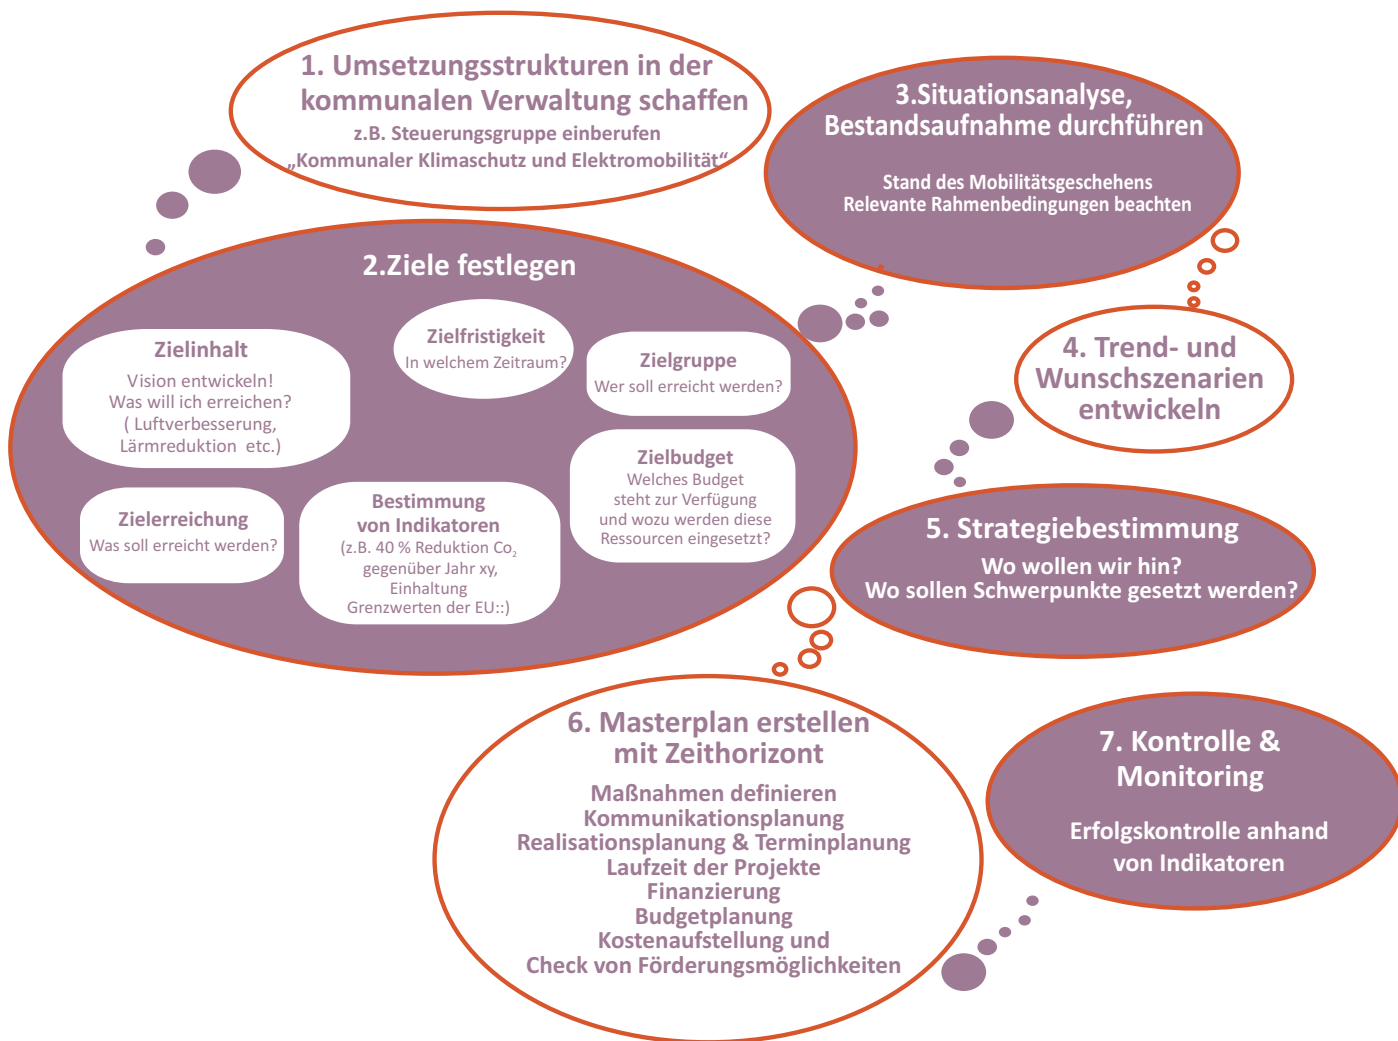 1. Umsetzungsstrukturen in der
kommunalen Verwaltung schaffen
z.B. Steuerungsgruppe einberufen
„Kommunaler Klimaschutz und Elektromobilität“
2.Ziele festlegen
Zielinhalt
Vision entwickeln!
Was will ich erreichen?
( Luftverbesserung,
Lärmreduktion etc.)
Zielfristigkeit
In welchem Zeitraum?
Zielgruppe
Wer soll erreicht werden?
Zielerreichung
Was soll erreicht werden?
Bestimmung
von Indikatoren
(z.B. 40 % Reduktion Co₂
gegenüber Jahr xy,
Einhaltung
Grenzwerten der EU::)
Zielbudget
Welches Budget
steht zur Verfügung
und wozu werden diese
Ressourcen eingesetzt?
3.Situationsanalyse,
Bestandsaufnahme durchführen
Stand des Mobilitätsgeschehens
Relevante Rahmenbedingungen beachten
4. Trend- und
Wunschszenarien
entwickeln
5. Strategiebestimmung
Wo wollen wir hin?
Wo sollen Schwerpunkte gesetzt werden?
6. Masterplan erstellen
mit Zeithorizont
Maßnahmen definieren
Kommunikationsplanung
Realisationsplanung & Terminplanung
Laufzeit der Projekte
Finanzierung
Budgetplanung
Kostenaufstellung und
Check von Förderungsmöglichkeiten
7. Kontrolle &
Monitoring
Erfolgskontrolle anhand
von Indikatoren